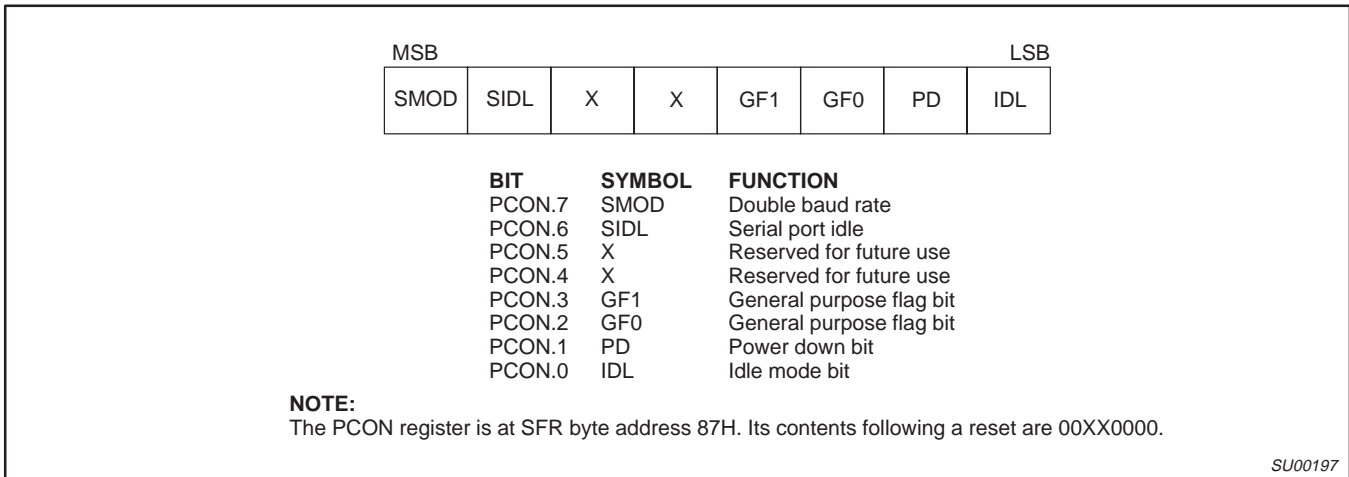 MSB LSB
SMOD SIDL X X GF1 GF0 PD IDL
BIT SYMBOL FUNCTION
PCON.7 SMOD Double baud rate
PCON.6 SIDL Serial port idle
PCON.5 X Reserved for future use
PCON.4 X Reserved for future use
PCON.3 GF1 General purpose flag bit
PCON.2 GF0 General purpose flag bit
PCON.1 PD Power down bit
PCON.0 IDL Idle mode bit
NOTE:
The PCON register is at SFR byte address 87H. Its contents following a reset are 00XX0000.
SU00197